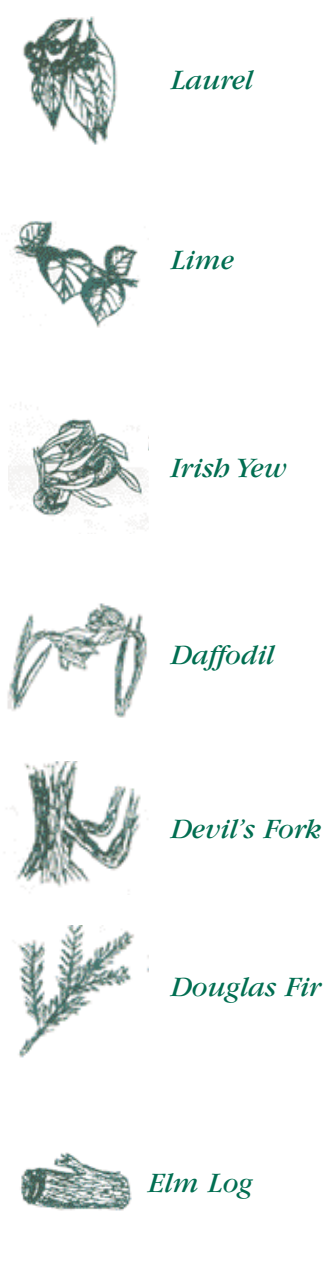 Laurel
Lime
Irish Yew
Daffodil
Devil's Fork
Douglas Fir
Elm Log